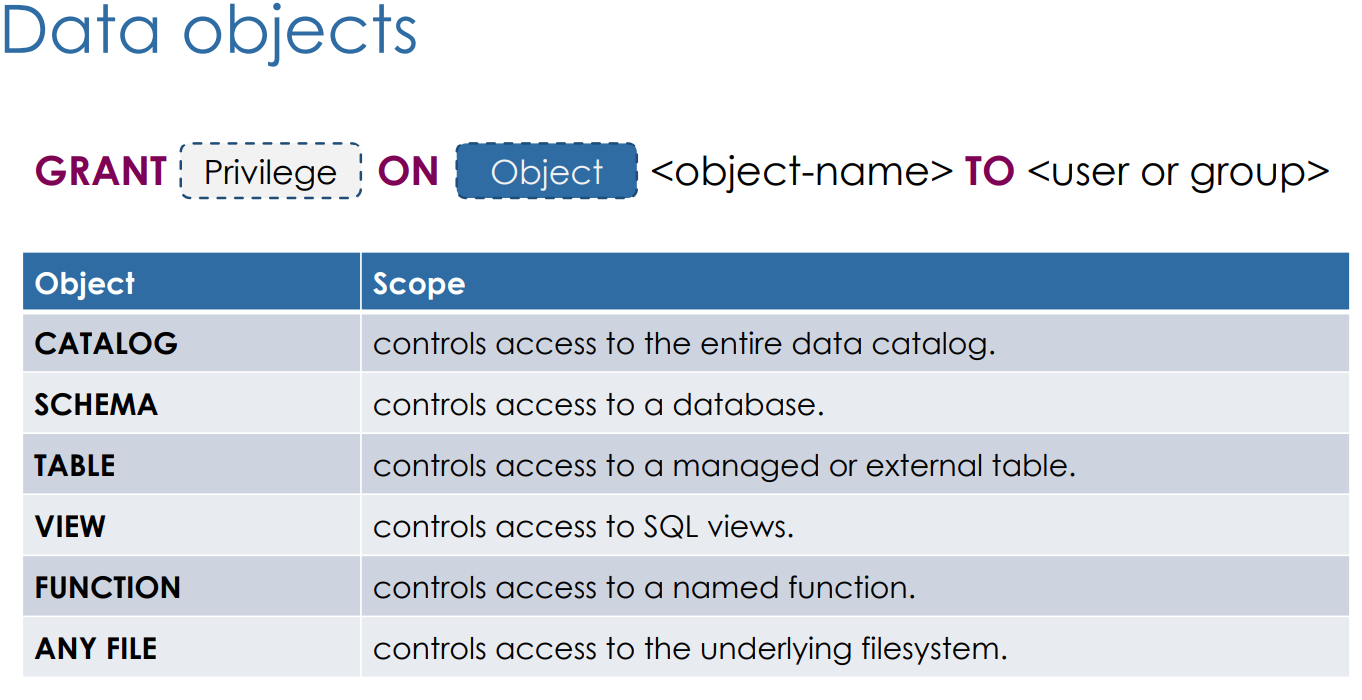 Data objects
GRANT Privilege ON Object <object-name> TO <user or group>
Object Scope
CATALOG controls access to the entire data catalog.
SCHEMA controls access to a database.
TABLE controls access to a managed or external table.
VIEW controls access to SQL views.
FUNCTION controls access to a named function.
ANY FILE controls access to the underlying filesystem.